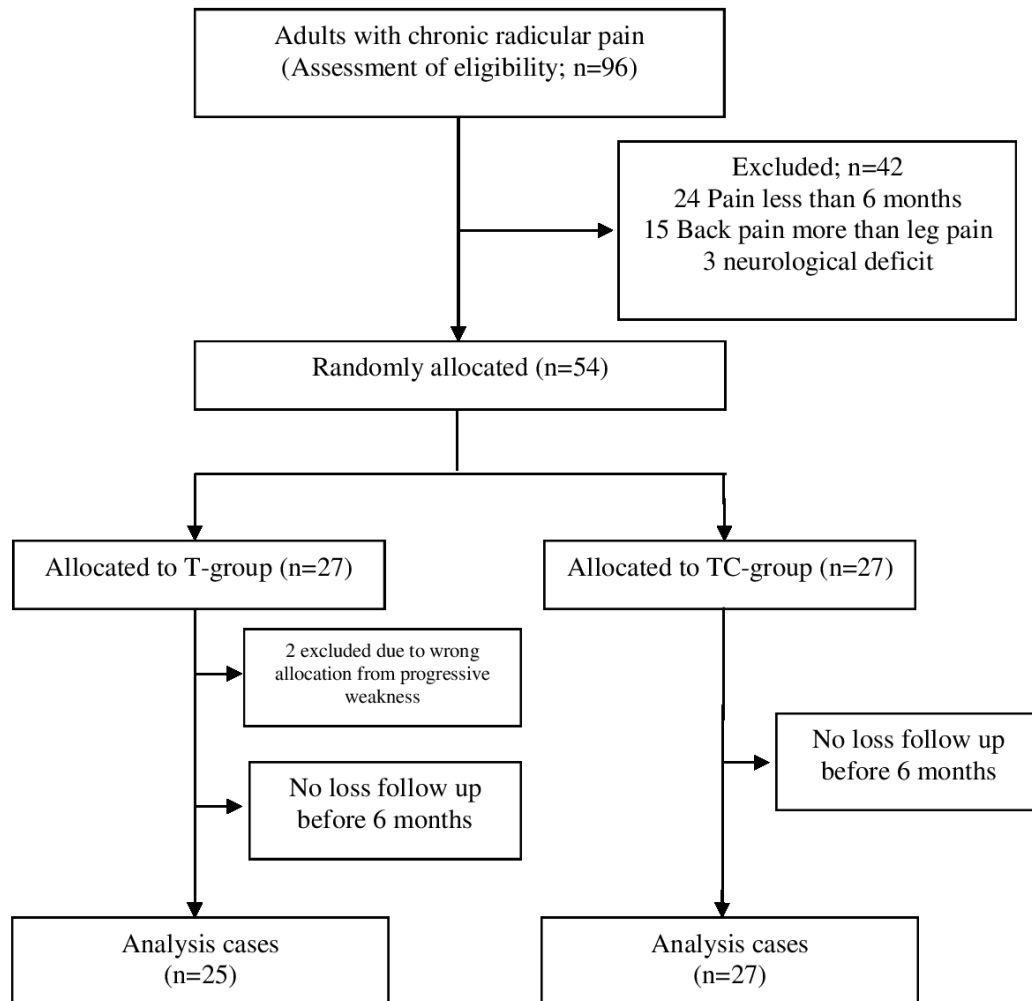 Adults with chronic radicular pain
(Assessment of eligibility; n=96)
Excluded; n=42
24 Pain less than 6 months
15 Back pain more than leg pain
3 neurological deficit
Randomly allocated (n=54)
Allocated to T-group (n=27)
Allocated to TC-group (n=27)
2 excluded due to wrong
allocation from progressive
weakness
No loss follow up
before 6 months
No loss follow up
before 6 months
Analysis cases
(n=25)
Analysis cases
(n=27)